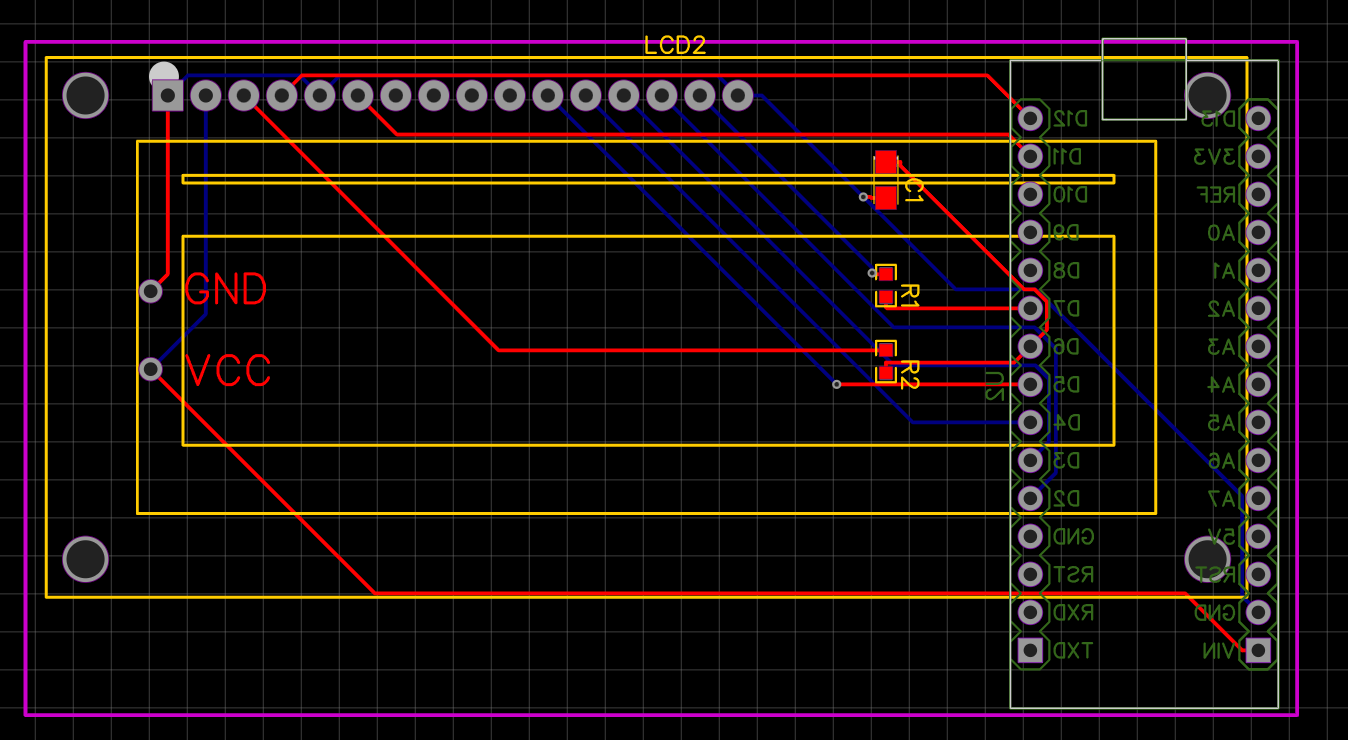 LCD2
D12
D13
D11
3V3
C1
D10
REF
D9
A0
D8
A1
GND
R1
D7
A2
D6
A3
VCC
R2
U2
D5
A4
D4
A5
D3
A6
D2
A7
GND
5V
RST
RST
RXD
GND
TXD
VIN